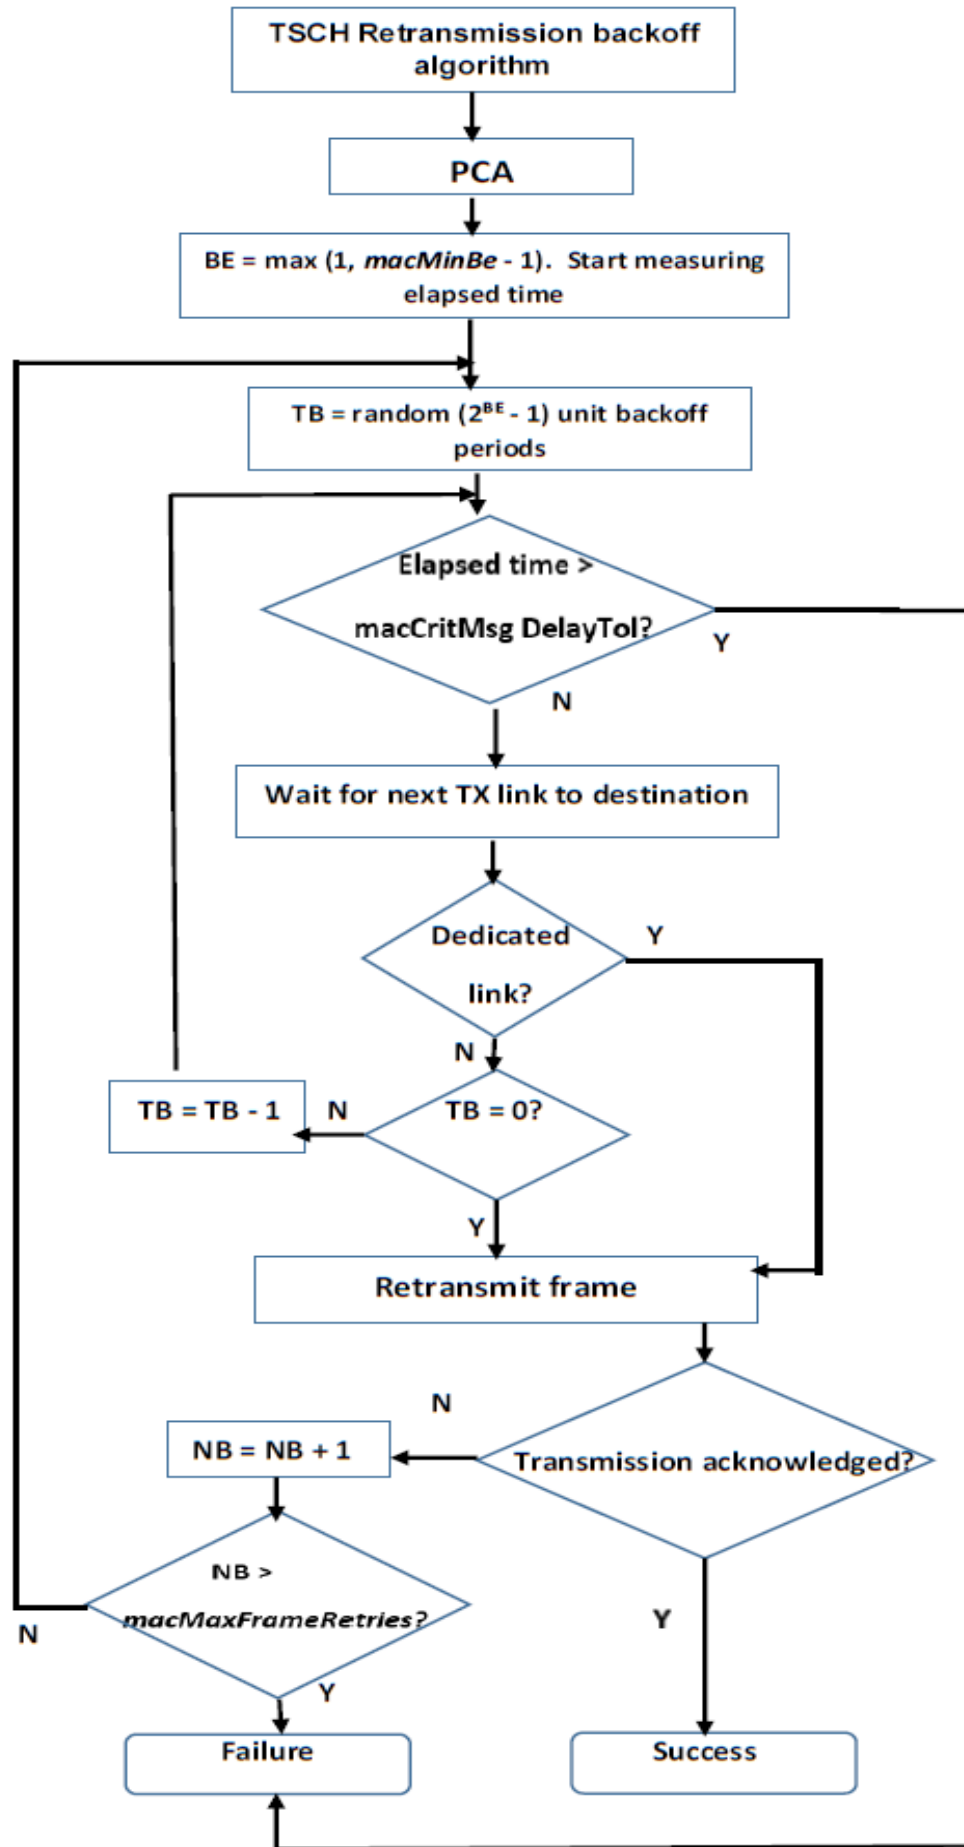 TSCH Retransmission backoff
algorithm
PCA
BE = max (1, macMinBe - 1).  Start measuring
elapsed time
TB = random (2^BE - 1) unit backoff
periods
Elapsed time >
macCritMsg DelayTol?
Y
N
Wait for next TX link to destination
Dedicated
link?
Y
N
TB = TB - 1
N
TB = 0?
Y
Retransmit frame
N
NB = NB + 1
Transmission acknowledged?
NB >
macMaxFrameRetries?
N
Y
Y
Failure
Success